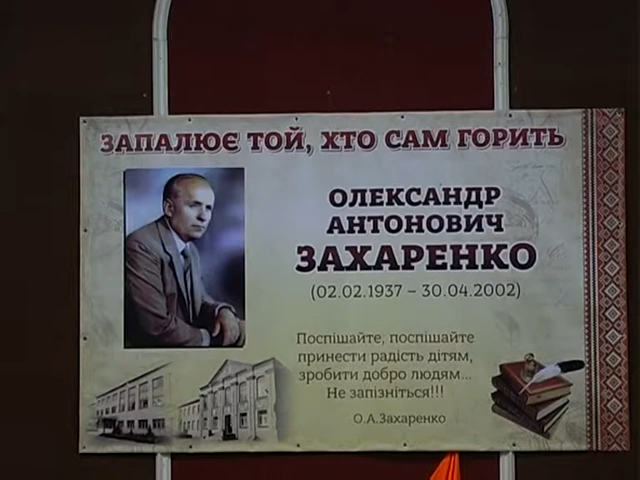 ЗАПАЛЮЄ ТОЙ, ХТО САМ ГОРИТЬ
ОЛЕКСАНДР
АНТОНОВИЧ
ЗАХАРЕНКО
(02.02.1937 – 30.04.2002)
Поспішайте, поспішайте
принести радість дітям,
зробити добро людям...
Не запізніться!!!
О.А.Захаренко